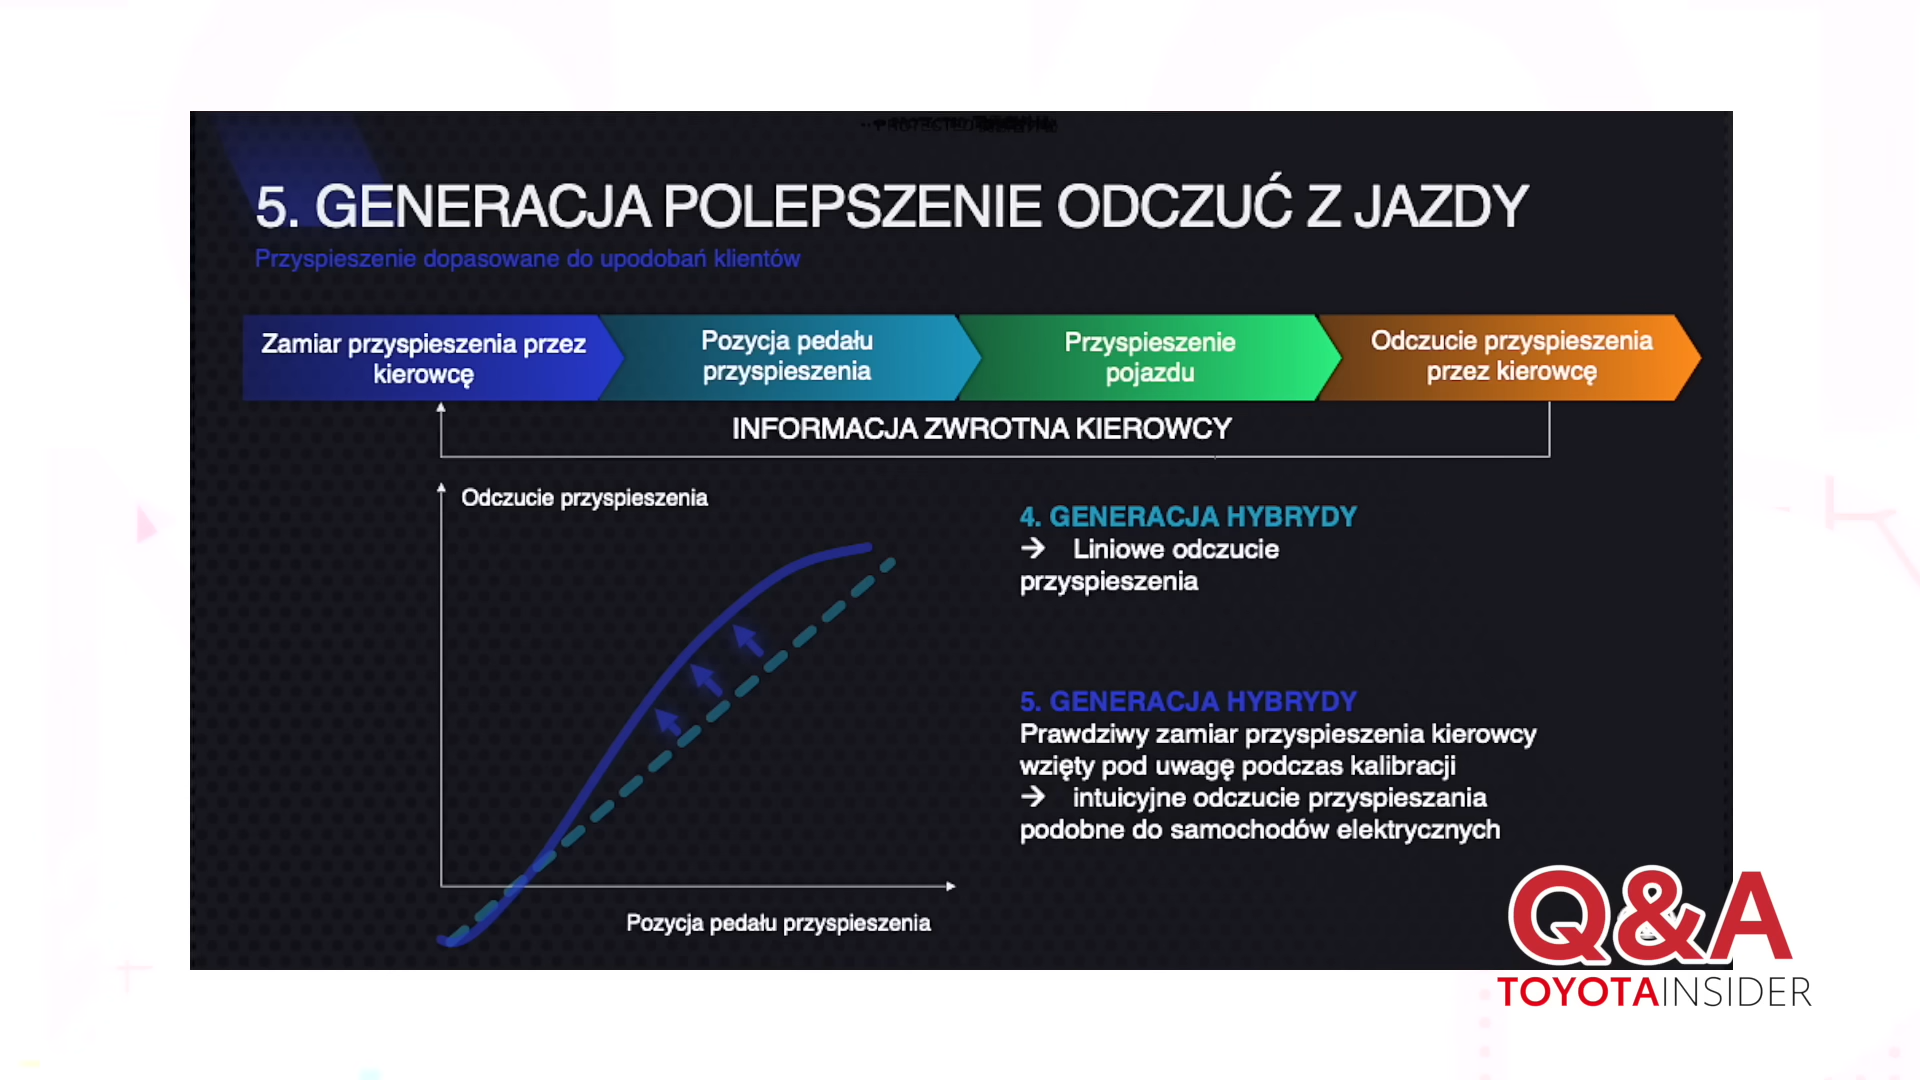 5. GENERACJA POLEPSZENIE ODCZUĆ Z JAZDY
Przyspieszenie dopasowane do upodobań klientów
Zamiar przyspieszenia przez
kierowcę
Pozycja pedału
przyspieszenia
Przyspieszenie
pojazdu
Odczucie przyspieszenia
przez kierowcę
INFORMACJA ZWROTNA KIEROWCY
Odczucie przyspieszenia
Pozycja pedału przyspieszenia
4. GENERACJA HYBRYDY
→ Liniowe odczucie
przyspieszenia
5. GENERACJA HYBRYDY
Prawdziwy zamiar przyspieszenia kierowcy
wzięty pod uwagę podczas kalibracji
→ intuicyjne odczucie przyspieszania
podobne do samochodów elektrycznych
Q&A
TOYOTAINSIDER